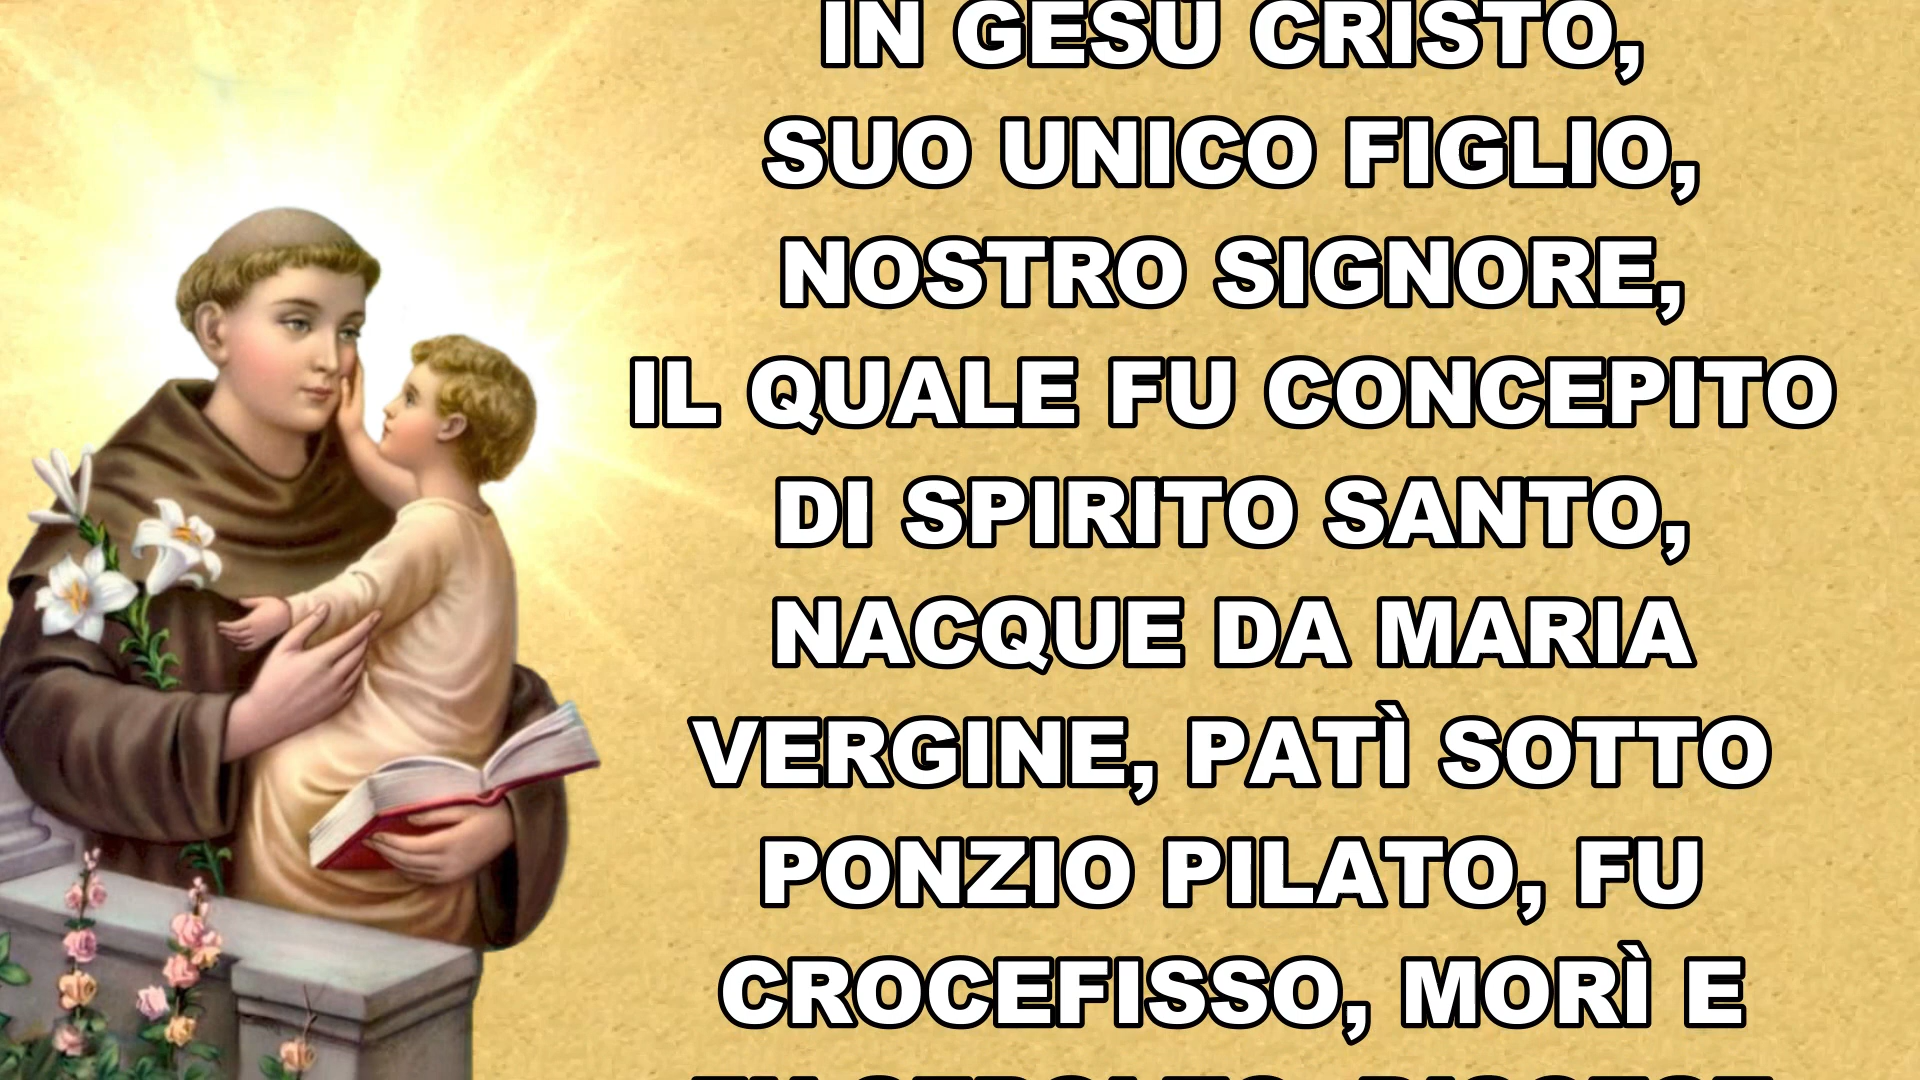 IN GESÙ CRISTO,
SUO UNICO FIGLIO,
NOSTRO SIGNORE,
IL QUALE FU CONCEPITO
DI SPIRITO SANTO,
NACQUE DA MARIA
VERGINE, PATÌ SOTTO
PONZIO PILATO, FU
CROCEFISSO, MORÌ E